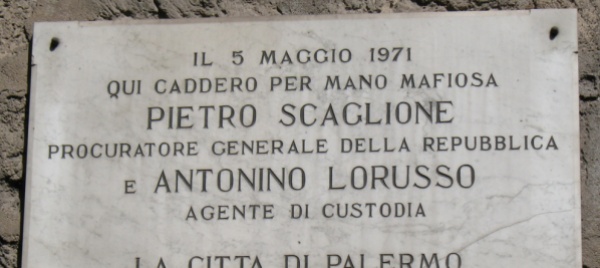 IL 5 MAGGIO 1971
QUI CADDERO PER MANO MAFIOSA
PIETRO SCAGLIONE
PROCURATORE GENERALE DELLA REPUBBLICA
E ANTONINO LORUSSO
AGENTE DI CUSTODIA
LA CITTA DI PALERMO